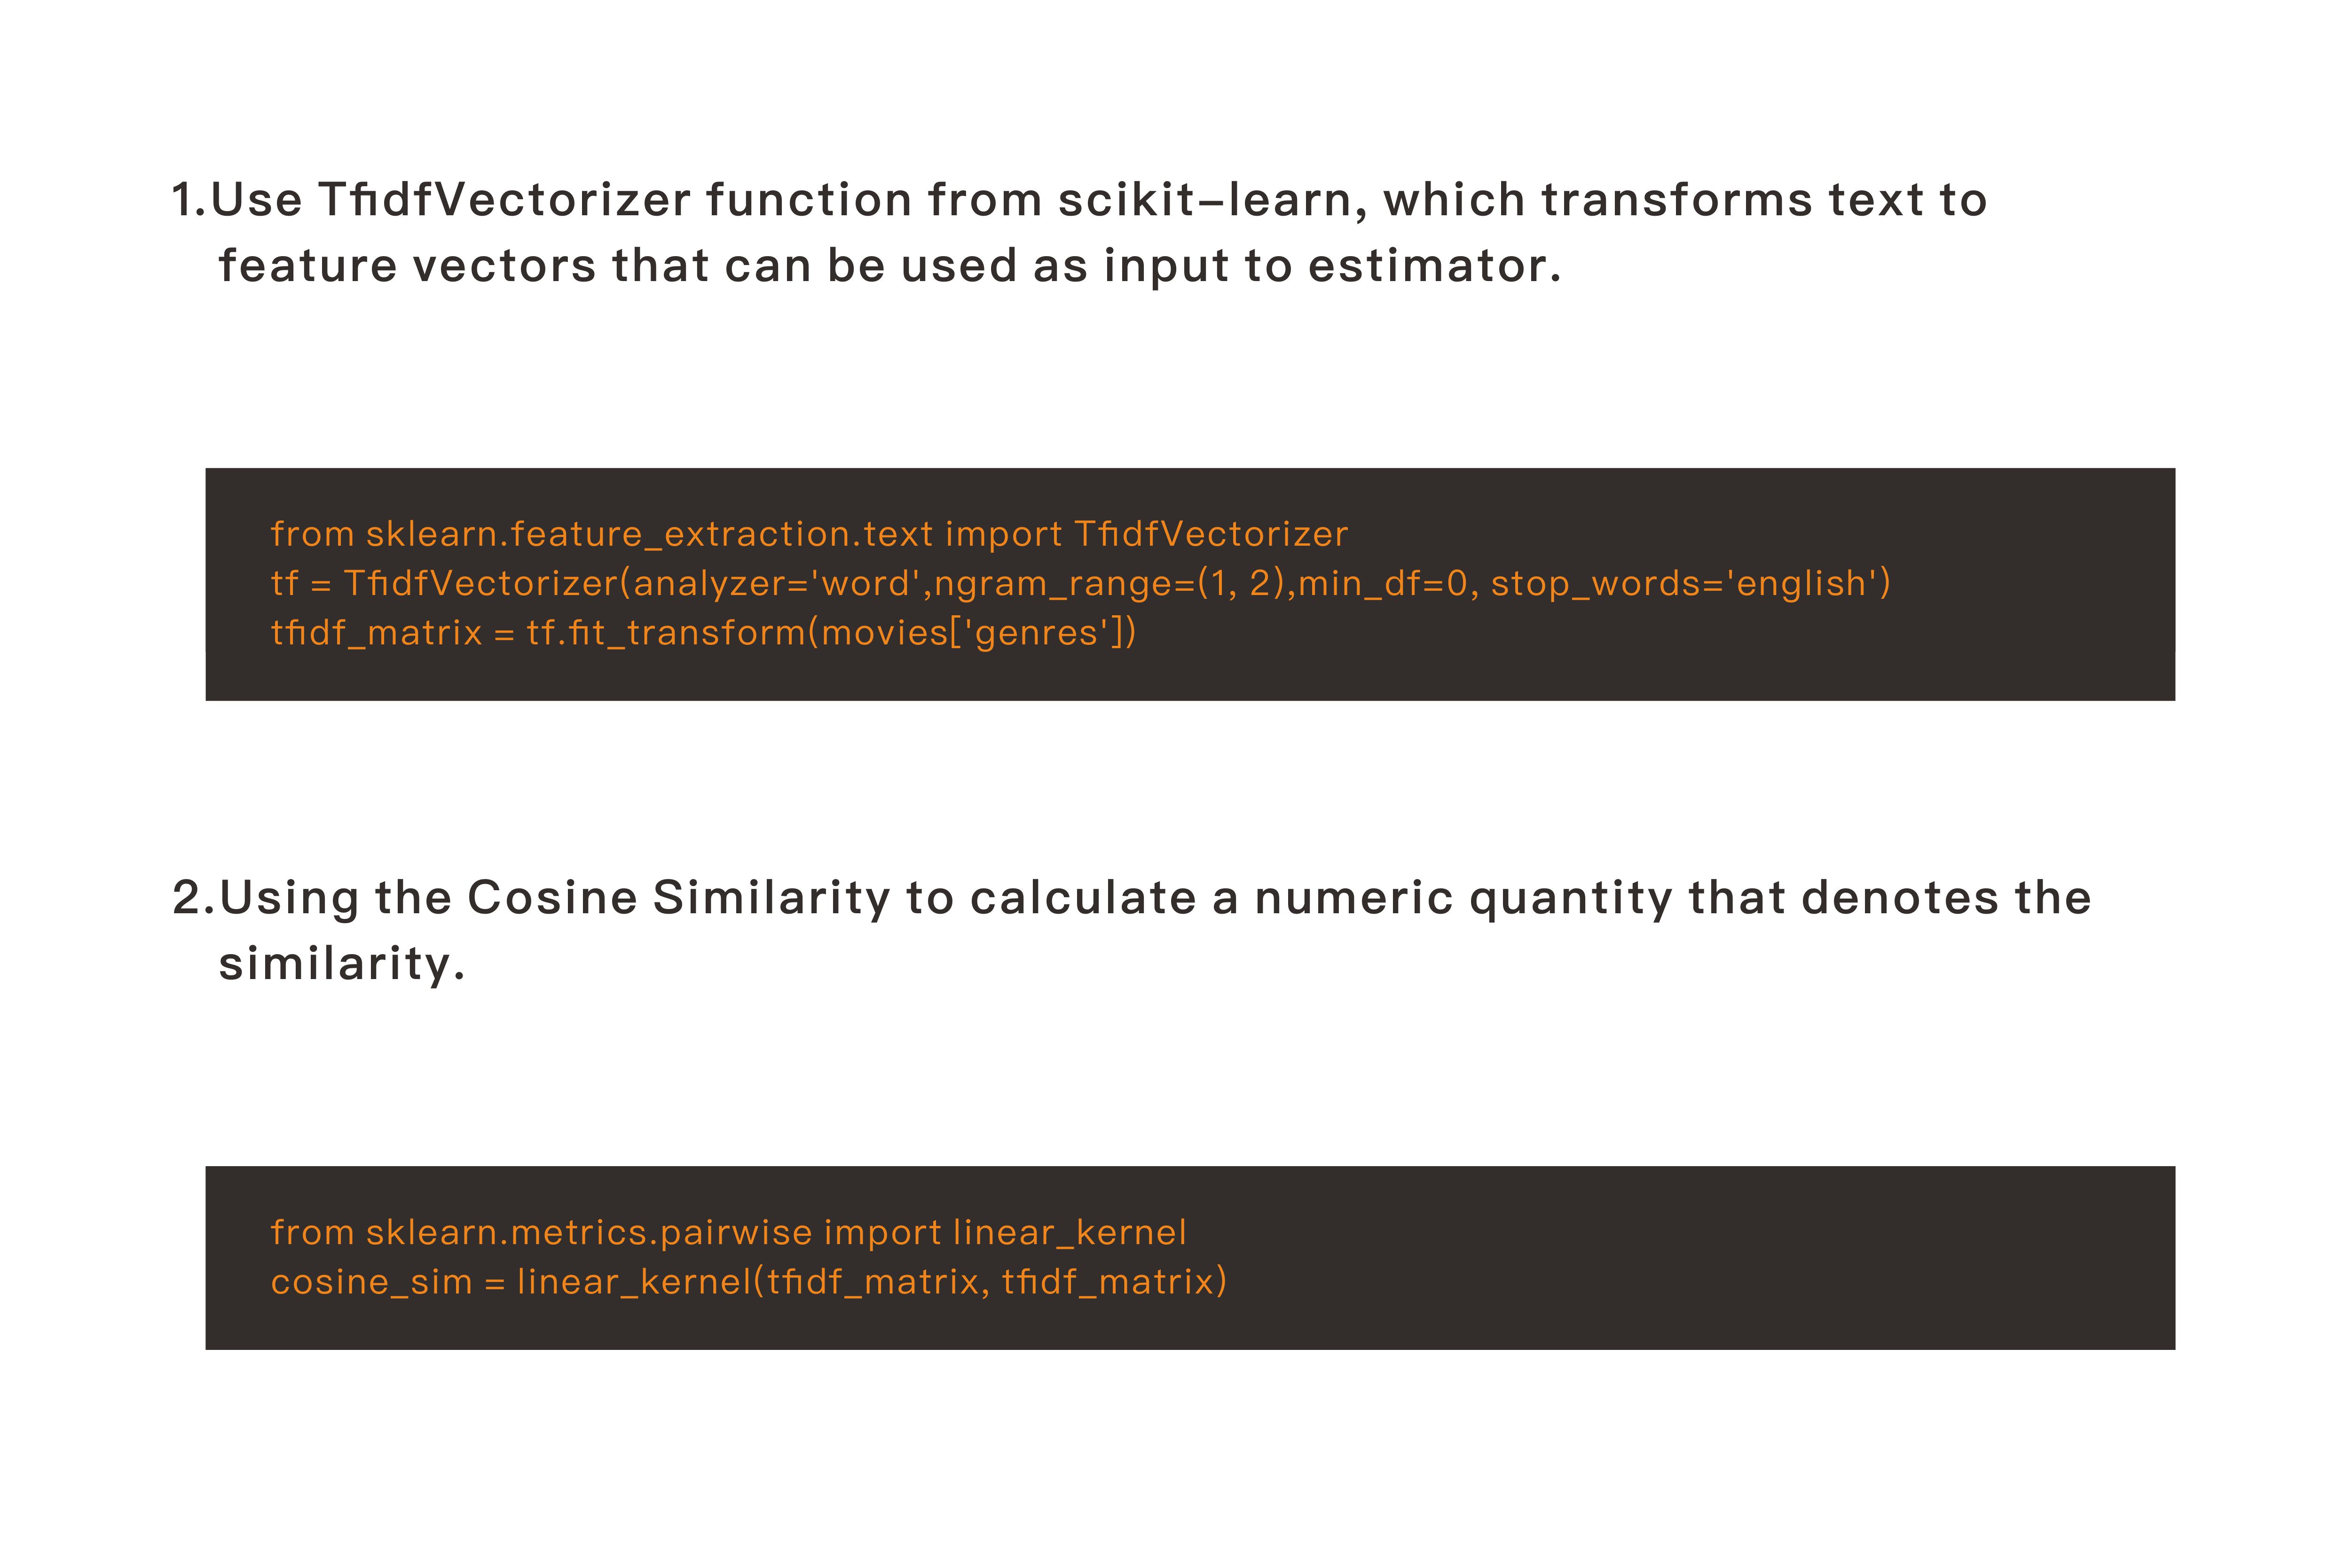 1.Use TfidfVectorizer function from scikit-learn, which transforms text to
feature vectors that can be used as input to estimator.
from sklearn.feature_extraction.text import TfidfVectorizer
tf = TfidfVectorizer(analyzer='word',ngram_range=(1, 2),min_df=0, stop_words='english')
tfidf_matrix = tf.fit_transform(movies['genres'])
2.Using the Cosine Similarity to calculate a numeric quantity that denotes the
similarity.
from sklearn.metrics.pairwise import linear_kernel
cosine_sim = linear_kernel(tfidf_matrix, tfidf_matrix)